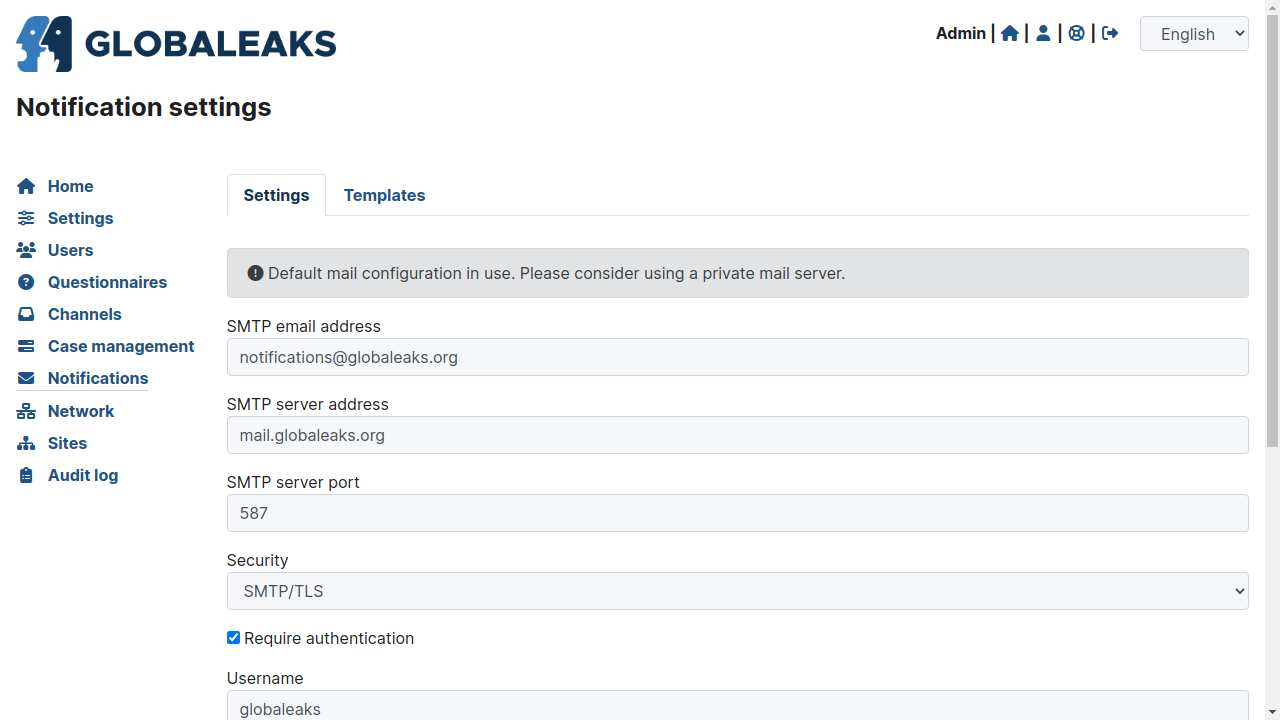 GLOBALEAKS
Admin | | | |
English
Notification settings
Home
Settings
Users
Questionnaires
Channels
Case management
Notifications
Network
Sites
Audit log
Settings Templates
Default mail configuration in use. Please consider using a private mail server.
SMTP email address
notifications@globaleaks.org
SMTP server address
mail.globaleaks.org
SMTP server port
587
Security
SMTP/TLS
Require authentication
Username
globaleaks